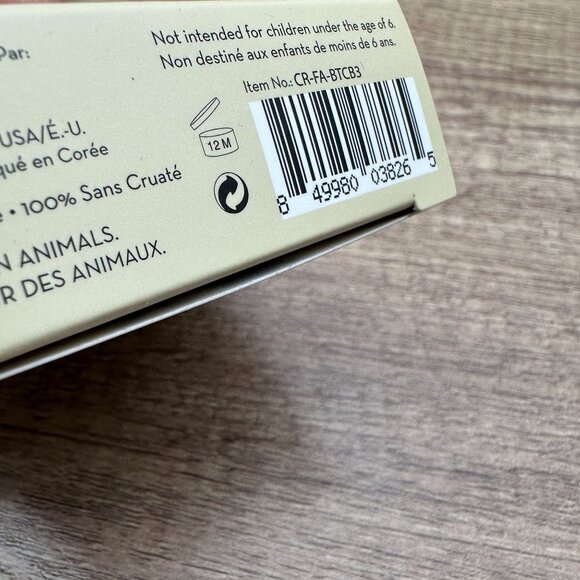 Par:
USA/É.-U.
qué en Corée
• 100% Sans Cruaté
N ANIMALS.
R DES ANIMAUX.
Not intended for children under the age of 6.
Non destiné aux enfants de moins de 6 ans.
Item No.: CR-FA-BTCB3
12 M
8 49980 03826 5